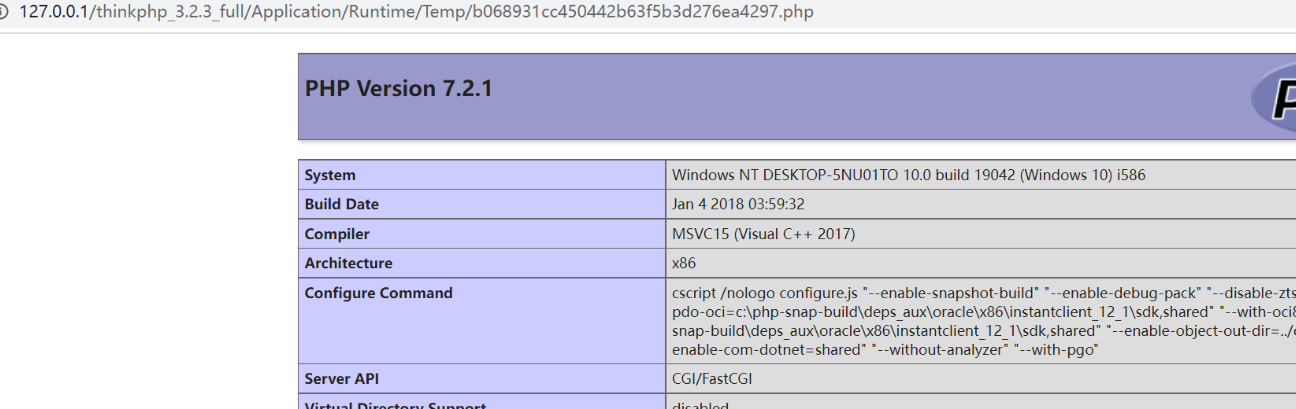 127.0.0.1/thinkphp_3.2.3_full/Application/Runtime/Temp/b068931cc450442b63f5b3d276ea4297.php
PHP Version 7.2.1
System Windows NT DESKTOP-5NU01TO 10.0 build 19042 (Windows 10) i586
Build Date Jan 4 2018 03:59:32
Compiler MSVC15 (Visual C++ 2017)
Architecture x86
Configure Command cscript /nologo configure.js "--enable-snapshot-build" "--enable-debug-pack" "--disable-zts
pdo-oci=c:\php-snap-build\deps_aux\oracle\x86\instantclient_12_1\sdk,shared" "--with-oci8
snap-build\deps_aux\oracle\x86\instantclient_12_1\sdk,shared" "--enable-object-out-dir=../
enable-com-dotnet=shared" "--without-analyzer" "--with-pgo"
Server API CGI/FastCGI
Virtual Directory Support disabled